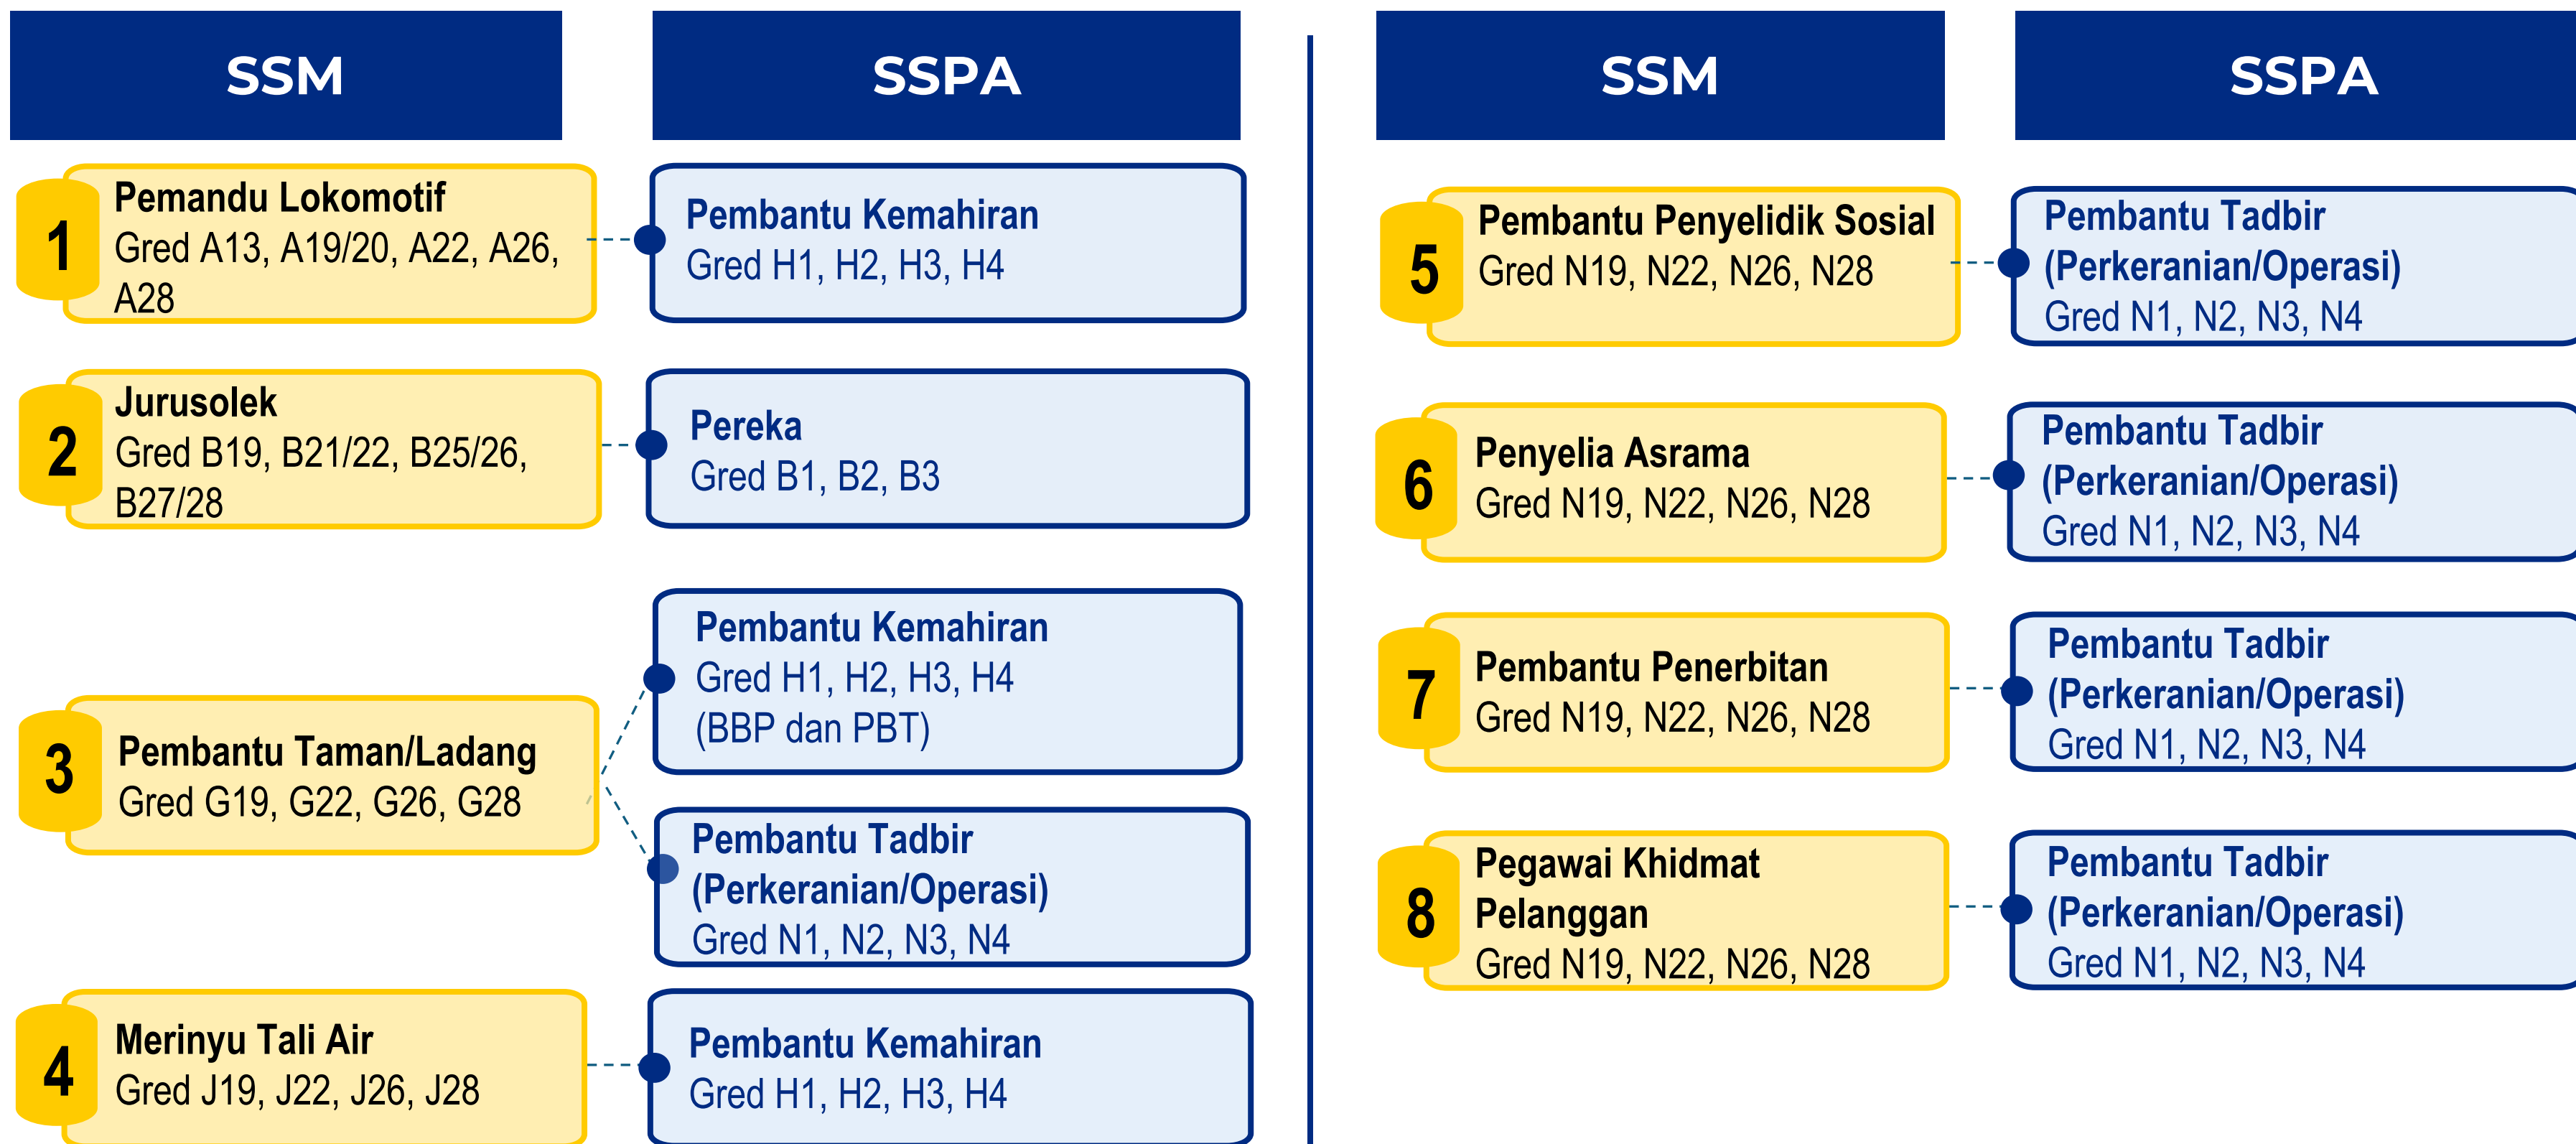 SSM
SSPA
1
Pemandu Lokomotif
Gred A13, A19/20, A22, A26,
A28
Pembantu Kemahiran
Gred H1, H2, H3, H4
2
Jurusolek
Gred B19, B21/22, B25/26,
B27/28
Pereka
Gred B1, B2, B3
3
Pembantu Taman/Ladang
Gred G19, G22, G26, G28
Pembantu Kemahiran
Gred H1, H2, H3, H4
(BBP dan PBT)
Pembantu Tadbir
(Perkeranian/Operasi)
Gred N1, N2, N3, N4
4
Merinyu Tali Air
Gred J19, J22, J26, J28
Pembantu Kemahiran
Gred H1, H2, H3, H4
SSM
SSPA
5
Pembantu Penyelidik Sosial
Gred N19, N22, N26, N28
Pembantu Tadbir
(Perkeranian/Operasi)
Gred N1, N2, N3, N4
6
Penyelia Asrama
Gred N19, N22, N26, N28
Pembantu Tadbir
(Perkeranian/Operasi)
Gred N1, N2, N3, N4
7
Pembantu Penerbitan
Gred N19, N22, N26, N28
Pembantu Tadbir
(Perkeranian/Operasi)
Gred N1, N2, N3, N4
8
Pegawai Khidmat
Pelanggan
Gred N19, N22, N26, N28
Pembantu Tadbir
(Perkeranian/Operasi)
Gred N1, N2, N3, N4